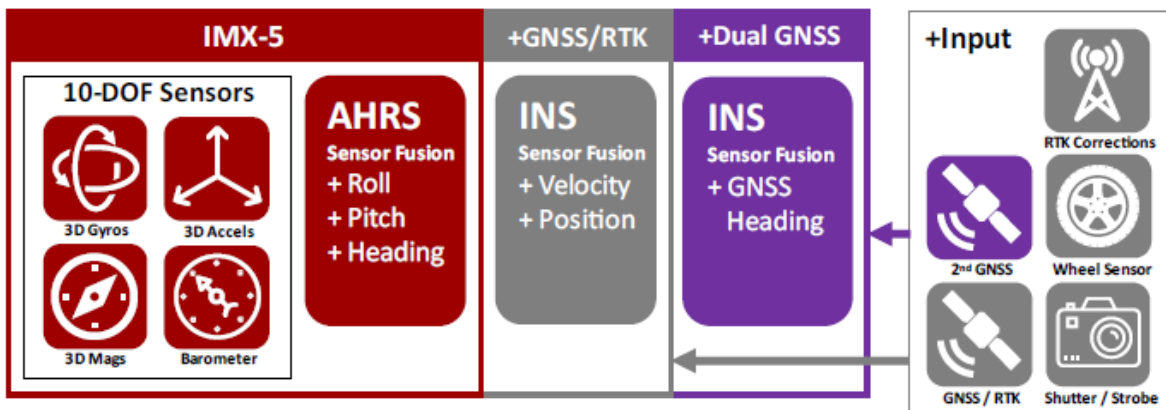 IMX-5
+GNSS/RTK
+Dual GNSS
+Input
10-DOF Sensors
3D Gyros
3D Accels
3D Mags
Barometer
AHRS
Sensor Fusion
+ Roll
+ Pitch
+ Heading
INS
Sensor Fusion
+ Velocity
+ Position
INS
Sensor Fusion
+ GNSS
Heading
RTK Corrections
2nd GNSS
Wheel Sensor
GNSS / RTK
Shutter / Strobe